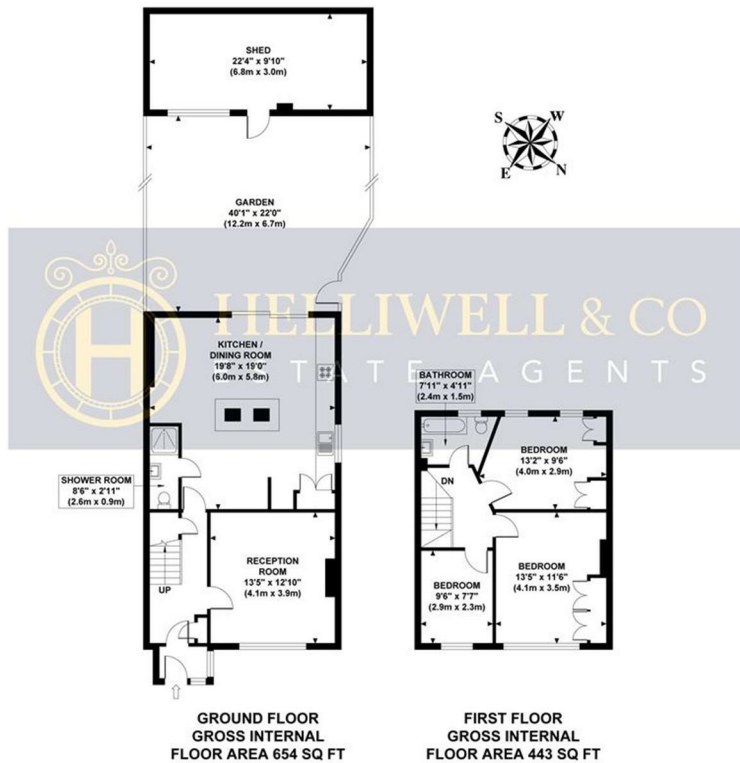 SHED
22'4" x 9'10"
(6.8m x 3.0m)
S
W
E
N
GARDEN
40'1" x 22'0"
(12.2m x 6.7m)
H
HELLIWELL & CO
ESTATE AGENTS
KITCHEN /
DINING ROOM
19'8" x 19'0"
(6.0m x 5.8m)
BATHROOM
7'11" x 4'11"
(2.4m x 1.5m)
SHOWER ROOM
8'6" x 2'11"
(2.6m x 0.9m)
BEDROOM
13'2" x 9'6"
(4.0m x 2.9m)
DN
UP
RECEPTION
ROOM
13'5" x 12'10"
(4.1m x 3.9m)
BEDROOM
9'6" x 7'7"
(2.9m x 2.3m)
BEDROOM
13'5" x 11'6"
(4.1m x 3.5m)
GROUND FLOOR
GROSS INTERNAL
FLOOR AREA 654 SQ FT
FIRST FLOOR
GROSS INTERNAL
FLOOR AREA 443 SQ FT